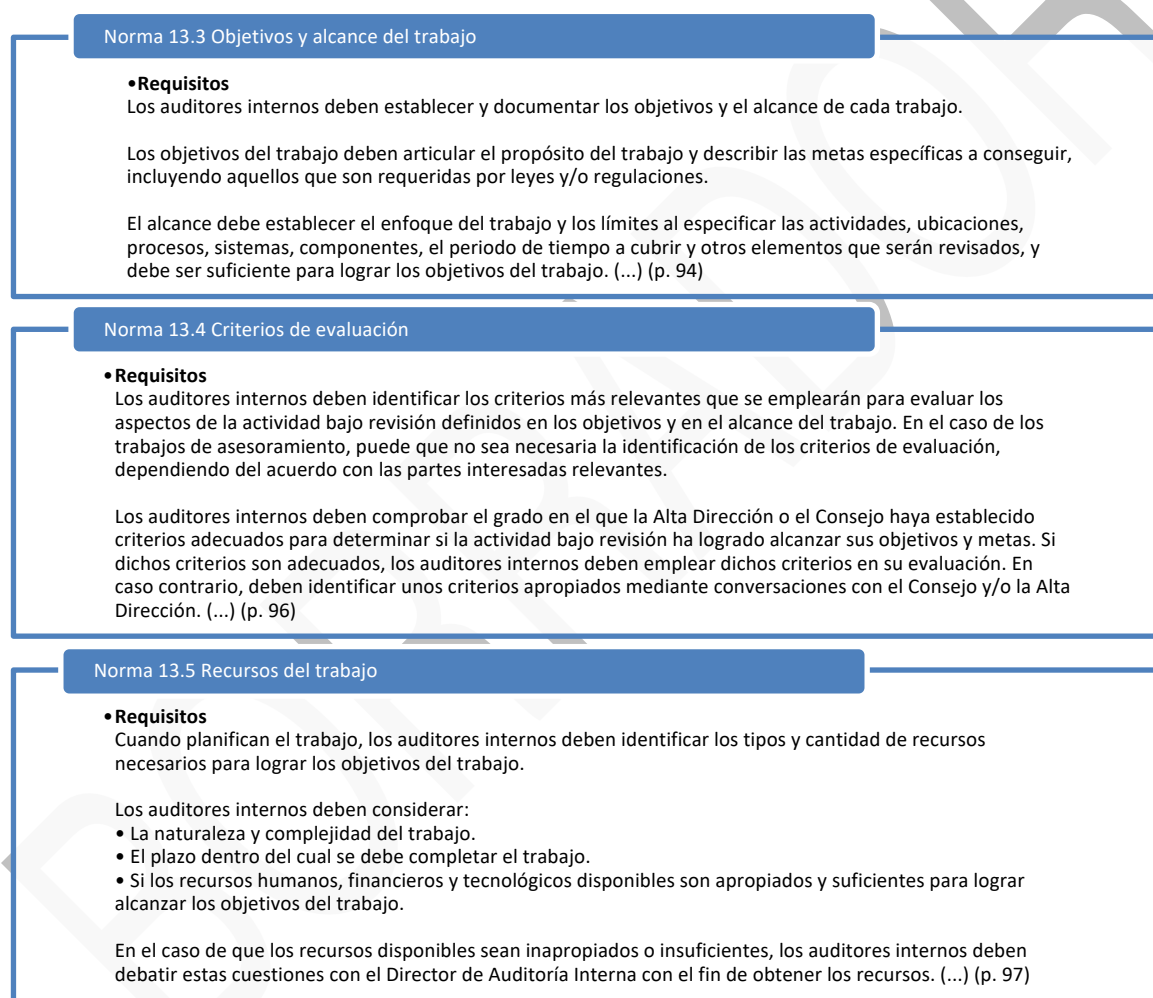 Norma 13.3 Objetivos y alcance del trabajo
•Requisitos
Los auditores internos deben establecer y documentar los objetivos y el alcance de cada trabajo.
Los objetivos del trabajo deben articular el propósito del trabajo y describir las metas específicas a conseguir,
incluyendo aquellos que son requeridas por leyes y/o regulaciones.
El alcance debe establecer el enfoque del trabajo y los límites al especificar las actividades, ubicaciones,
procesos, sistemas, componentes, el periodo de tiempo a cubrir y otros elementos que serán revisados, y
debe ser suficiente para lograr los objetivos del trabajo. (...) (p. 94)
Norma 13.4 Criterios de evaluación
•Requisitos
Los auditores internos deben identificar los criterios más relevantes que se emplearán para evaluar los
aspectos de la actividad bajo revisión definidos en los objetivos y en el alcance del trabajo. En el caso de los
trabajos de asesoramiento, puede que no sea necesaria la identificación de los criterios de evaluación,
dependiendo del acuerdo con las partes interesadas relevantes.
Los auditores internos deben comprobar el grado en el que la Alta Dirección o el Consejo haya establecido
criterios adecuados para determinar si la actividad bajo revisión ha logrado alcanzar sus objetivos y metas. Si
dichos criterios son adecuados, los auditores internos deben emplear dichos criterios en su evaluación. En
caso contrario, deben identificar unos criterios apropiados mediante conversaciones con el Consejo y/o la Alta
Dirección. (...) (p. 96)
Norma 13.5 Recursos del trabajo
•Requisitos
Cuando planifican el trabajo, los auditores internos deben identificar los tipos y cantidad de recursos
necesarios para lograr los objetivos del trabajo.
Los auditores internos deben considerar:
• La naturaleza y complejidad del trabajo.
• El plazo dentro del cual se debe completar el trabajo.
• Si los recursos humanos, financieros y tecnológicos disponibles son apropiados y suficientes para lograr
alcanzar los objetivos del trabajo.
En el caso de que los recursos disponibles sean inapropiados o insuficientes, los auditores internos deben
debatir estas cuestiones con el Director de Auditoría Interna con el fin de obtener los recursos. (...) (p. 97)